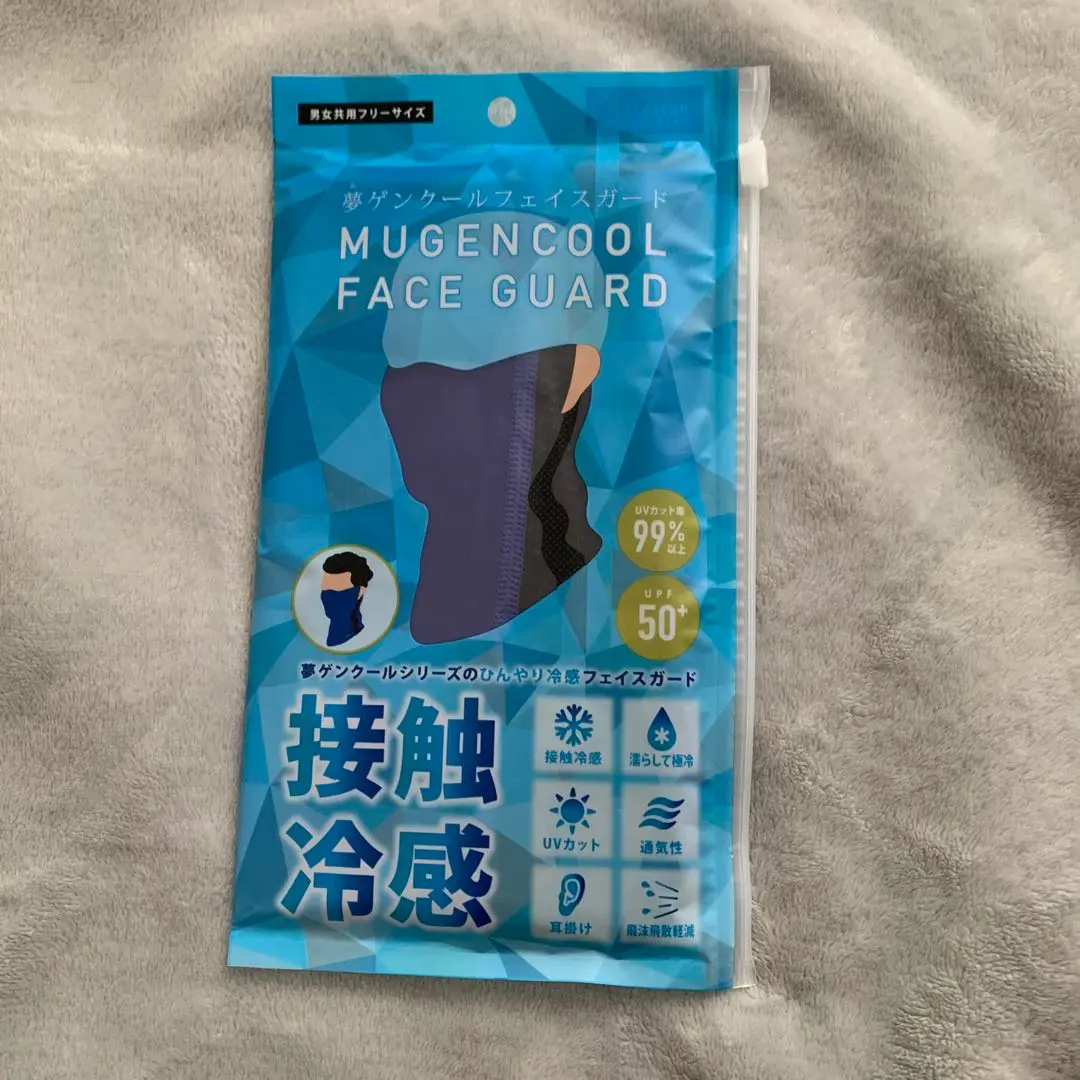 男女共用フリーサイズ
夢ゲンクールフェイスガード
MUGENCOOL
FACE GUARD
UVカット率
99%
以上
UPF
50+
夢ゲンクールシリーズのひんやり冷感フェイスガード
接触
冷感
接触冷感
濡らして極冷
UVカット
通気性
耳掛け
飛沫飛散軽減